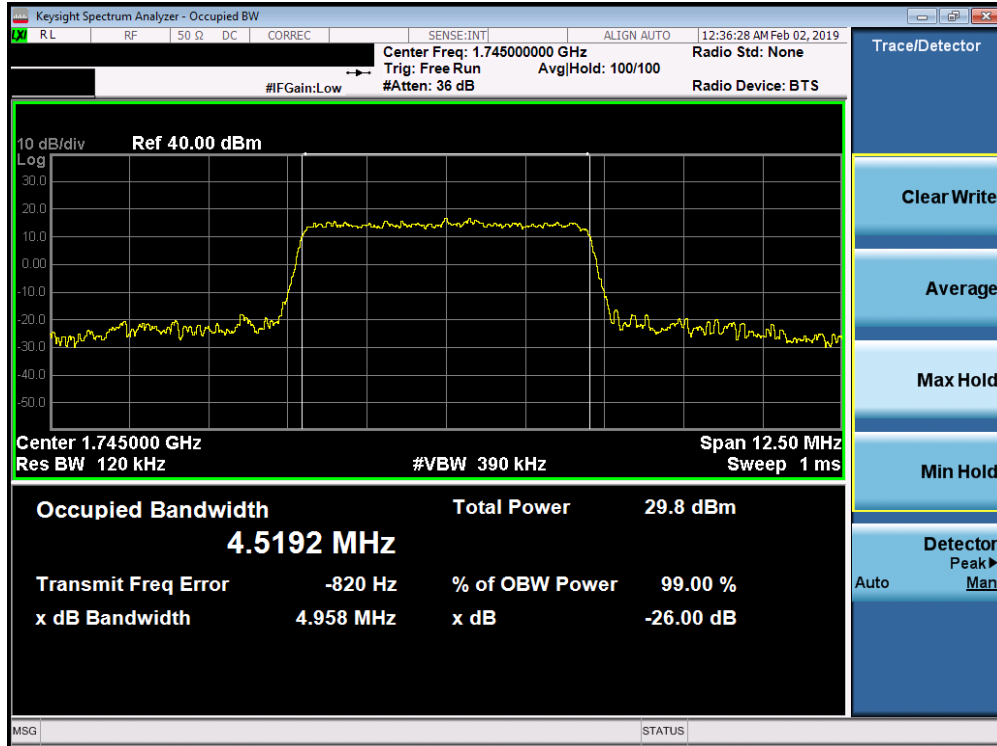 Keysight Spectrum Analyzer - Occupied BW
LXI RL RF 50 Ω DC CORREC SENSE:INT ALIGN AUTO 12:36:28 AM Feb 02, 2019
Center Freq: 1.745000000 GHz Radio Std: None
Trig: Free Run Avg|Hold: 100/100
#IFGain:Low #Atten: 36 dB Radio Device: BTS
10 dB/div Ref 40.00 dBm
Log
30.0
20.0
10.0
0.00
-10.0
-20.0
-30.0
-40.0
-50.0
Center 1.745000 GHz Span 12.50 MHz
Res BW 120 kHz #VBW 390 kHz Sweep 1 ms
Occupied Bandwidth Total Power 29.8 dBm
4.5192 MHz
Transmit Freq Error -820 Hz % of OBW Power 99.00 %
x dB Bandwidth 4.958 MHz x dB -26.00 dB
MSG STATUS
Trace/Detector
Clear Write
Average
Max Hold
Min Hold
Detector
Peak▶
Auto Man